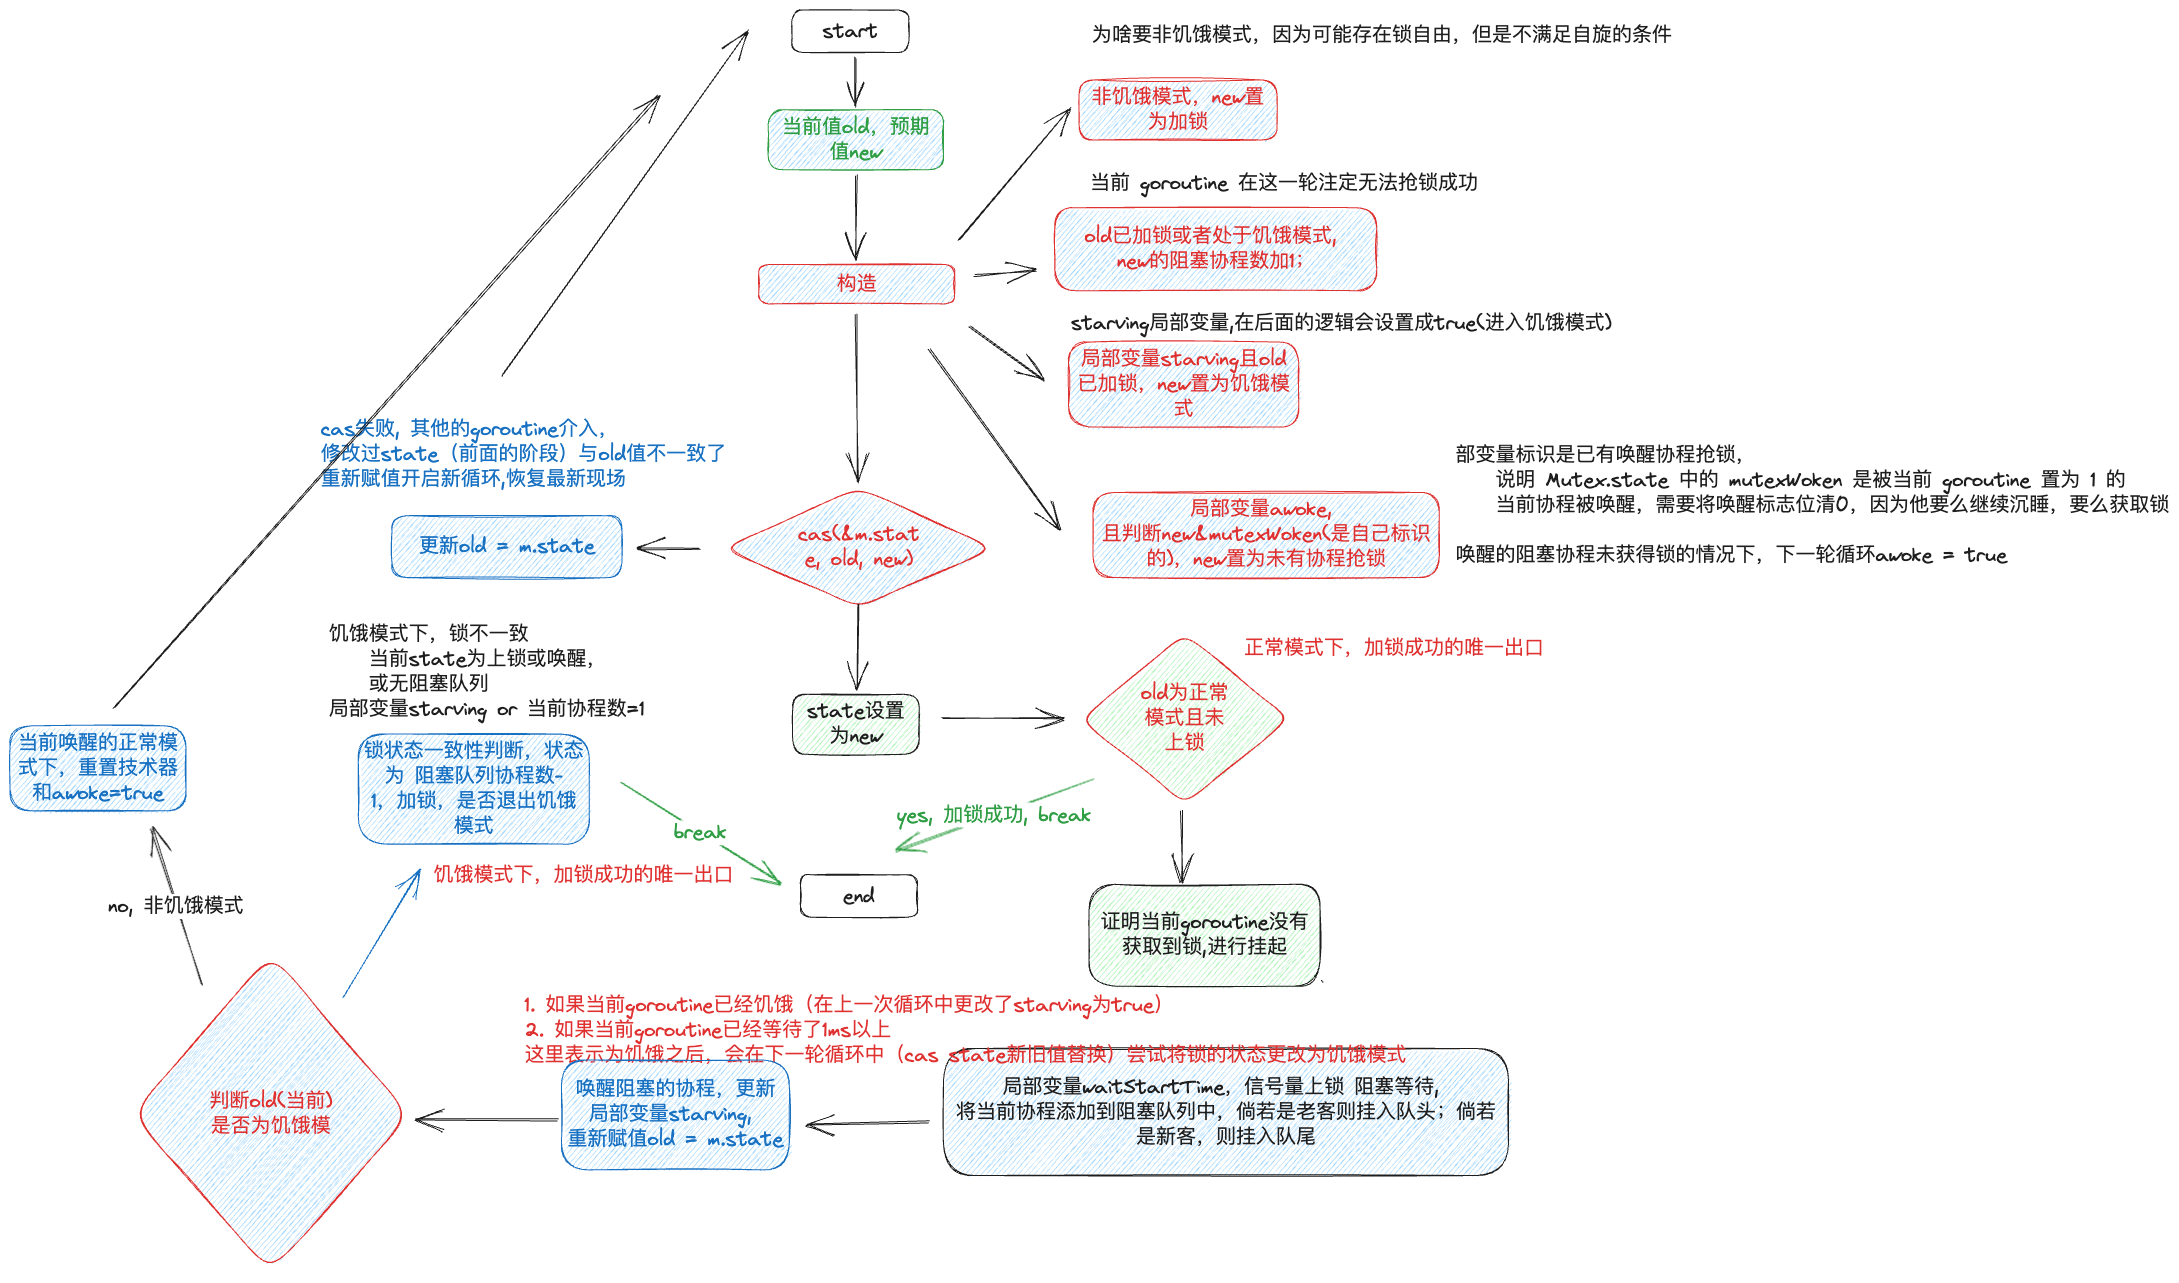 start
为啥要非饥饿模式，因为可能存在锁自由，但是不满足自旋的条件
非饥饿模式，new置
为加锁
当前值old，预期
值new
当前 goroutine 在这一轮注定无法抢锁成功
old已加锁或者处于饥饿模式,
new的阻塞协程数加1；
构造
starving局部变量,在后面的逻辑会设置成true(进入饥饿模式)
局部变量starving且old
已加锁，new置为饥饿模
式
cas失败, 其他的goroutine介入，
修改过state（前面的阶段）与old值不一致了
重新赋值开启新循环,恢复最新现场
部变量标识是已有唤醒协程抢锁，
说明 Mutex.state 中的 mutexWoken 是被当前 goroutine 置为 1 的
当前协程被唤醒，需要将唤醒标志位清0，因为他要么继续沉睡，要么获取锁
唤醒的阻塞协程未获得锁的情况下，下一轮循环awoke = true
局部变量awoke,
且判断new&mutexWoken(是自己标识
的)，new置为未有协程抢锁
cas(&m.stat
e, old, new)
更新old = m.state
饥饿模式下，锁不一致
当前state为上锁或唤醒，
或无阻塞队列
局部变量starving or 当前协程数=1
正常模式下，加锁成功的唯一出口
old为正常
模式且未
上锁
state设置
为new
当前唤醒的正常模
式下，重置技术器
和awoke=true
锁状态一致性判断，状态
为 阻塞队列协程数-
1，加锁，是否退出饥饿
模式
break
yes, 加锁成功, break
饥饿模式下，加锁成功的唯一出口
end
no, 非饥饿模式
证明当前goroutine没有
获取到锁,进行挂起
1. 如果当前goroutine已经饥饿（在上一次循环中更改了starving为true）
2. 如果当前goroutine已经等待了1ms以上
这里表示为饥饿之后，会在下一轮循环中（cas state新旧值替换）尝试将锁的状态更改为饥饿模式
判断old(当前)
是否为饥饿模
唤醒阻塞的协程，更新
局部变量starving,
重新赋值old = m.state
局部变量waitStartTime，信号量上锁 阻塞等待,
将当前协程添加到阻塞队列中，倘若是老客则挂入队头；倘若
是新客，则挂入队尾